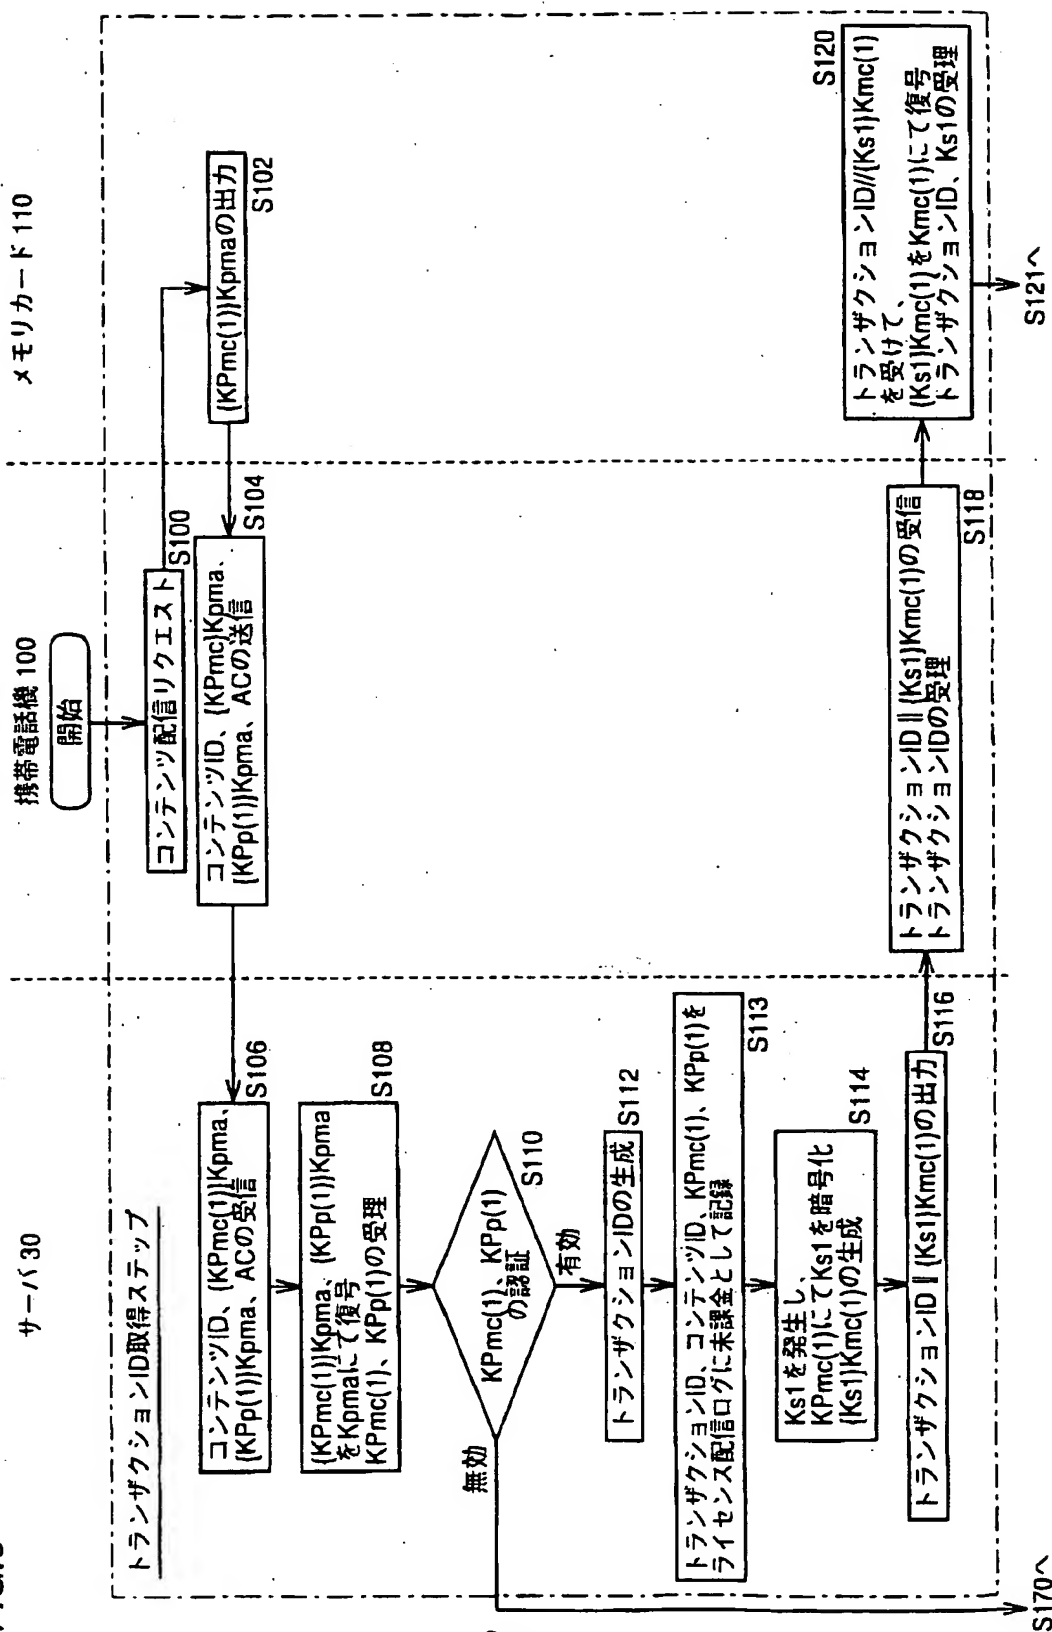 サーバ 30
携帯電話機 100
メモリカード 110
トランザクションID取得ステップ
開始
コンテンツ配信リクエスト
S100
{KPmc(1)}Kpmaの出力
S102
コンテンツID、{KPmc}Kpma、
{KPp(1)}Kpma、ACの送信
S104
コンテンツID、{KPmc(1)}Kpma、
{KPp(1)}Kpma、ACの受信
S106
{KPmc(1)}Kpma、{KPp(1)}Kpma
をKpmaにて復号
KPmc(1)、KPp(1)の受理
S108
KPmc(1)、KPp(1)
の認証
S110
無効
有効
トランザクションIDの生成
S112
トランザクションID、コンテンツID、KPmc(1)、KPp(1)を
ライセンス配信ログに未課金として記録
S113
Ks1を発生し、
KPmc(1)にてKs1を暗号化
{Ks1}Kmc(1)の生成
S114
トランザクションID || {Ks1}Kmc(1)の出力
S116
トランザクションID || {Ks1}Kmc(1)の受信
トランザクションIDの受理
S118
トランザクションID//{Ks1}Kmc(1)
を受けて、
{Ks1}Kmc(1)をKmc(1)にて復号
トランザクションID、Ks1の受理
S120
S170へ
S121へ